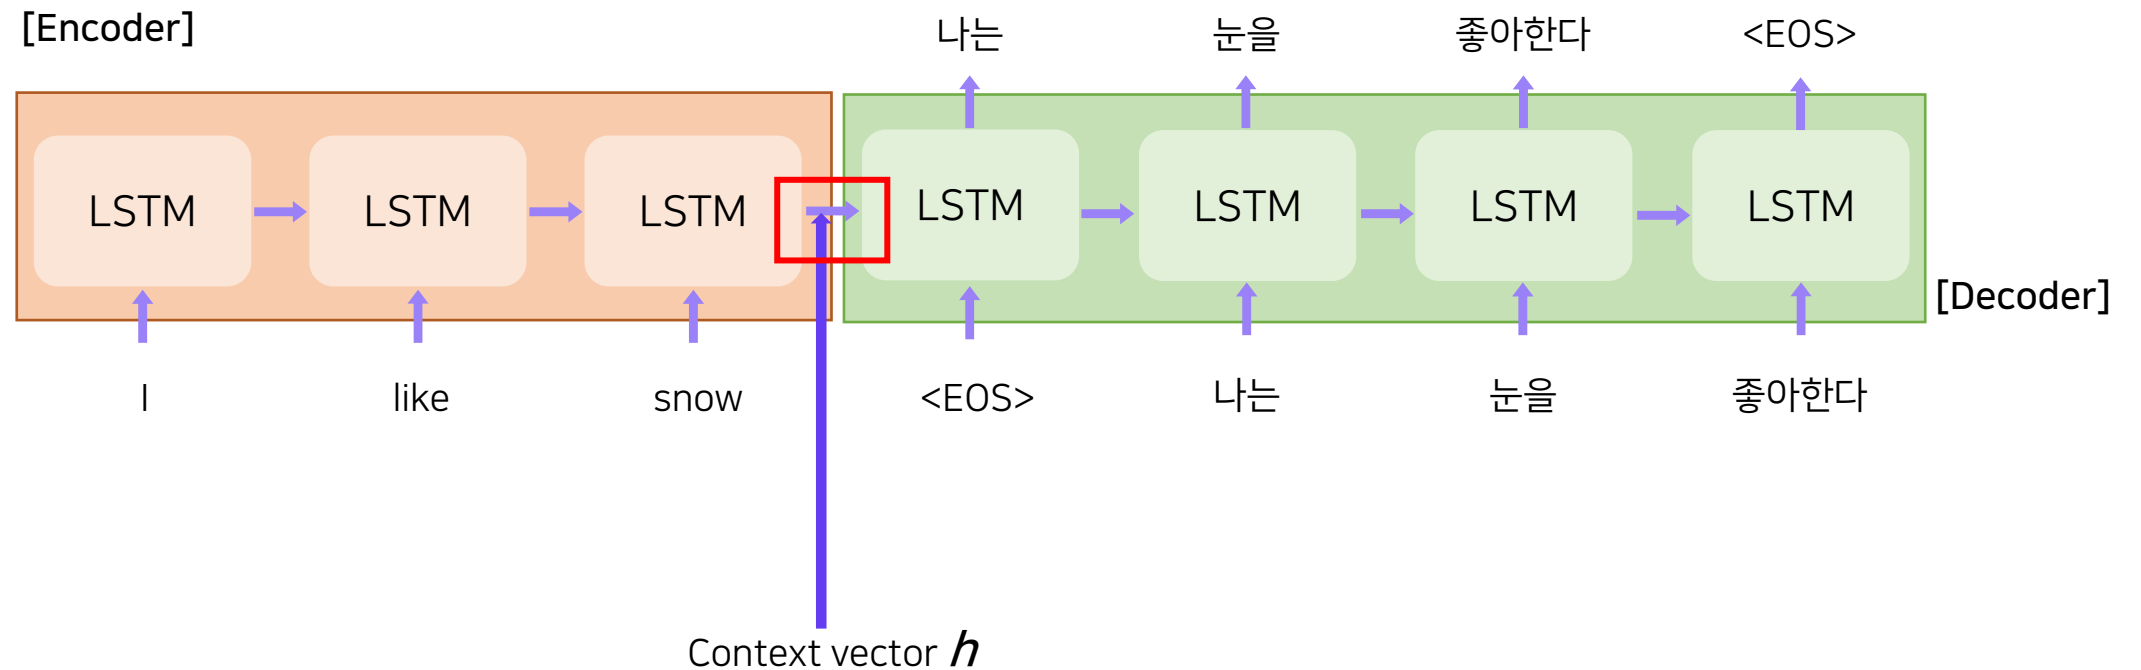 [Encoder]
나는 눈을 좋아한다 <EOS>
LSTM LSTM LSTM LSTM LSTM LSTM LSTM
[Decoder]
I like snow <EOS> 나는 눈을 좋아한다
Context vector h